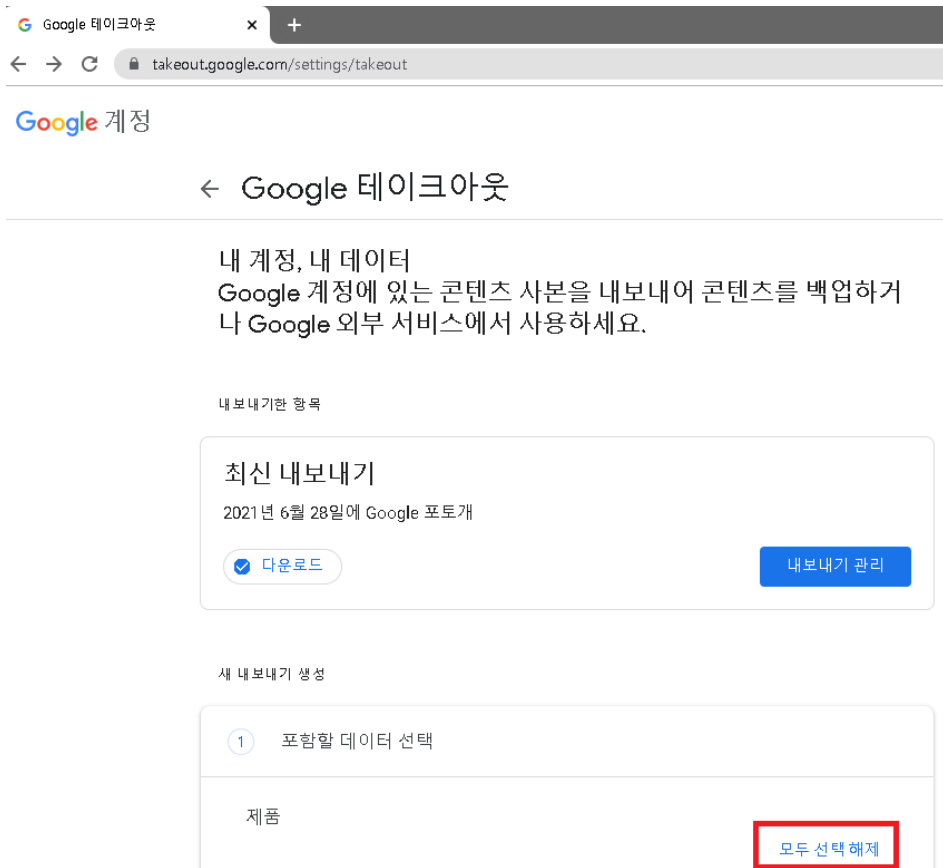 Google 테이크아웃
takeout.google.com/settings/takeout
Google 계정
Google 테이크아웃
내 계정, 내 데이터
Google 계정에 있는 콘텐츠 사본을 내보내어 콘텐츠를 백업하거
나 Google 외부 서비스에서 사용하세요.
내보내기한 항목
최신 내보내기
2021년 6월 28일에 Google 포토개
다운로드
내보내기 관리
새 내보내기 생성
1 포함할 데이터 선택
제품
모두 선택 해제